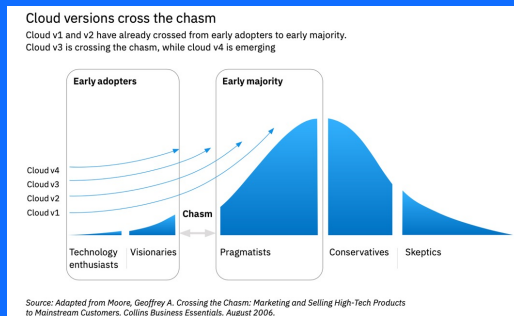 Cloud versions cross the chasm
Cloud v1 and v2 have already crossed from early adopters to early majority.
Cloud v3 is crossing the chasm, while cloud v4 is emerging
Early adopters
Early majority
Cloud v4
Cloud v3
Cloud v2
Cloud v1
Chasm
Technology
enthusiasts
Visionaries
Pragmatists
Conservatives
Skeptics
Source: Adapted from Moore, Geoffrey A. Crossing the Chasm: Marketing and Selling High-Tech Products
to Mainstream Customers. Collins Business Essentials. August 2006.